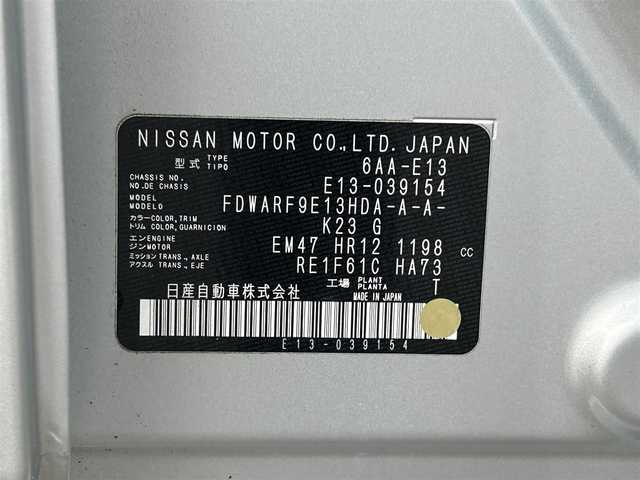 NISSAN MOTOR CO.,LTD. JAPAN
型式 TYPE TIPO 6AA-E13
CHASSIS NO. NO.DE CHASIS E13-039154
MODEL MODELO FDWARF9E13HDA-A-A-
カラー COLOR, TRIM トリム COLOR, GUARNICION K23 G
エンジン ENGINE MOTOR EM47 HR12 1198 cc
ミッション TRANS., AXLE アクスル TRANS., EJE RE1F61C HA73
工場 PLANT PLANTA T
日産自動車株式会社 MADE IN JAPAN
E13-039154